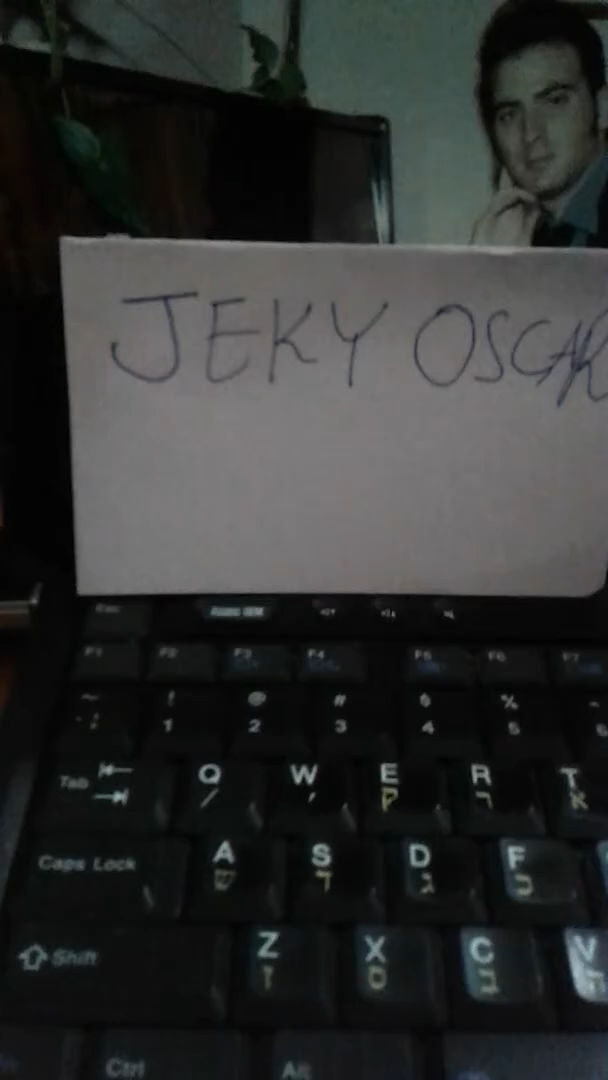 JEKY OSCAR
Esc
F1 F2 F3 F4 F5 F6 F7
~ ! @ # $ %
1 2 3 4 5 6
Tab Q / W ' E ק R ר T א
Caps Lock A ש S ד D ג F כ
Shift Z ז X ס C ב V ה
Ctrl Alt